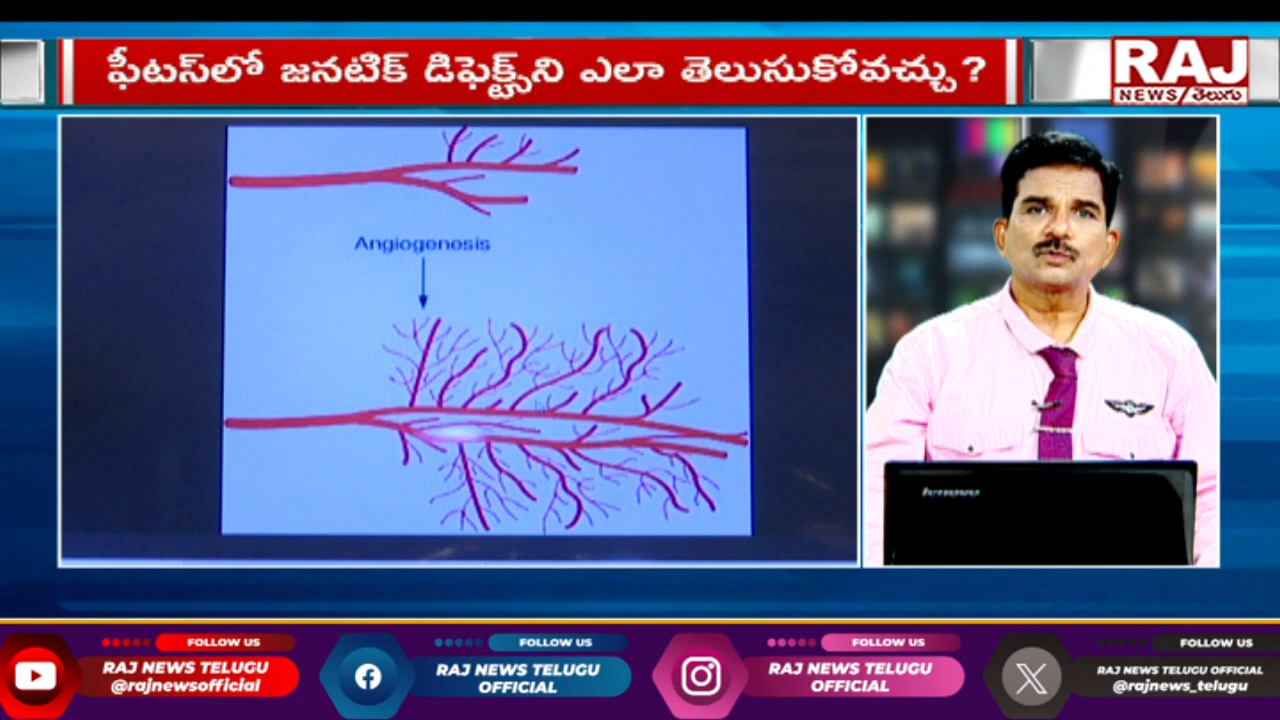 ఫీటస్‌లో జనటిక్ డిఫెక్ట్స్‌ని ఎలా తెలుసుకోవచ్చు?
RAJ
NEWS తెలుగు
Angiogenesis
lenovo
FOLLOW US
RAJ NEWS TELUGU
@rajnewsofficial
FOLLOW US
RAJ NEWS TELUGU
OFFICIAL
FOLLOW US
RAJ NEWS TELUGU
OFFICIAL
FOLLOW US
RAJ NEWS TELUGU OFFICIAL
@rajnews_telugu